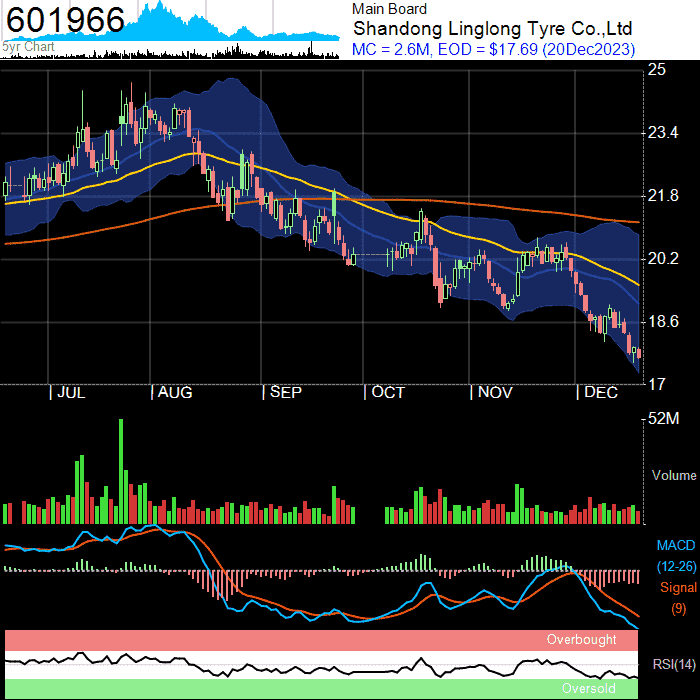 601966
Main Board
Shandong Linglong Tyre Co.,Ltd
MC = 2.6M, EOD = $17.69 (20Dec2023)
5yr Chart
25
23.4
21.8
20.2
18.6
17
| JUL | AUG | SEP | OCT | NOV | DEC
52M
Volume
MACD
(12-26)
Signal
(9)
Overbought
RSI(14)
Oversold